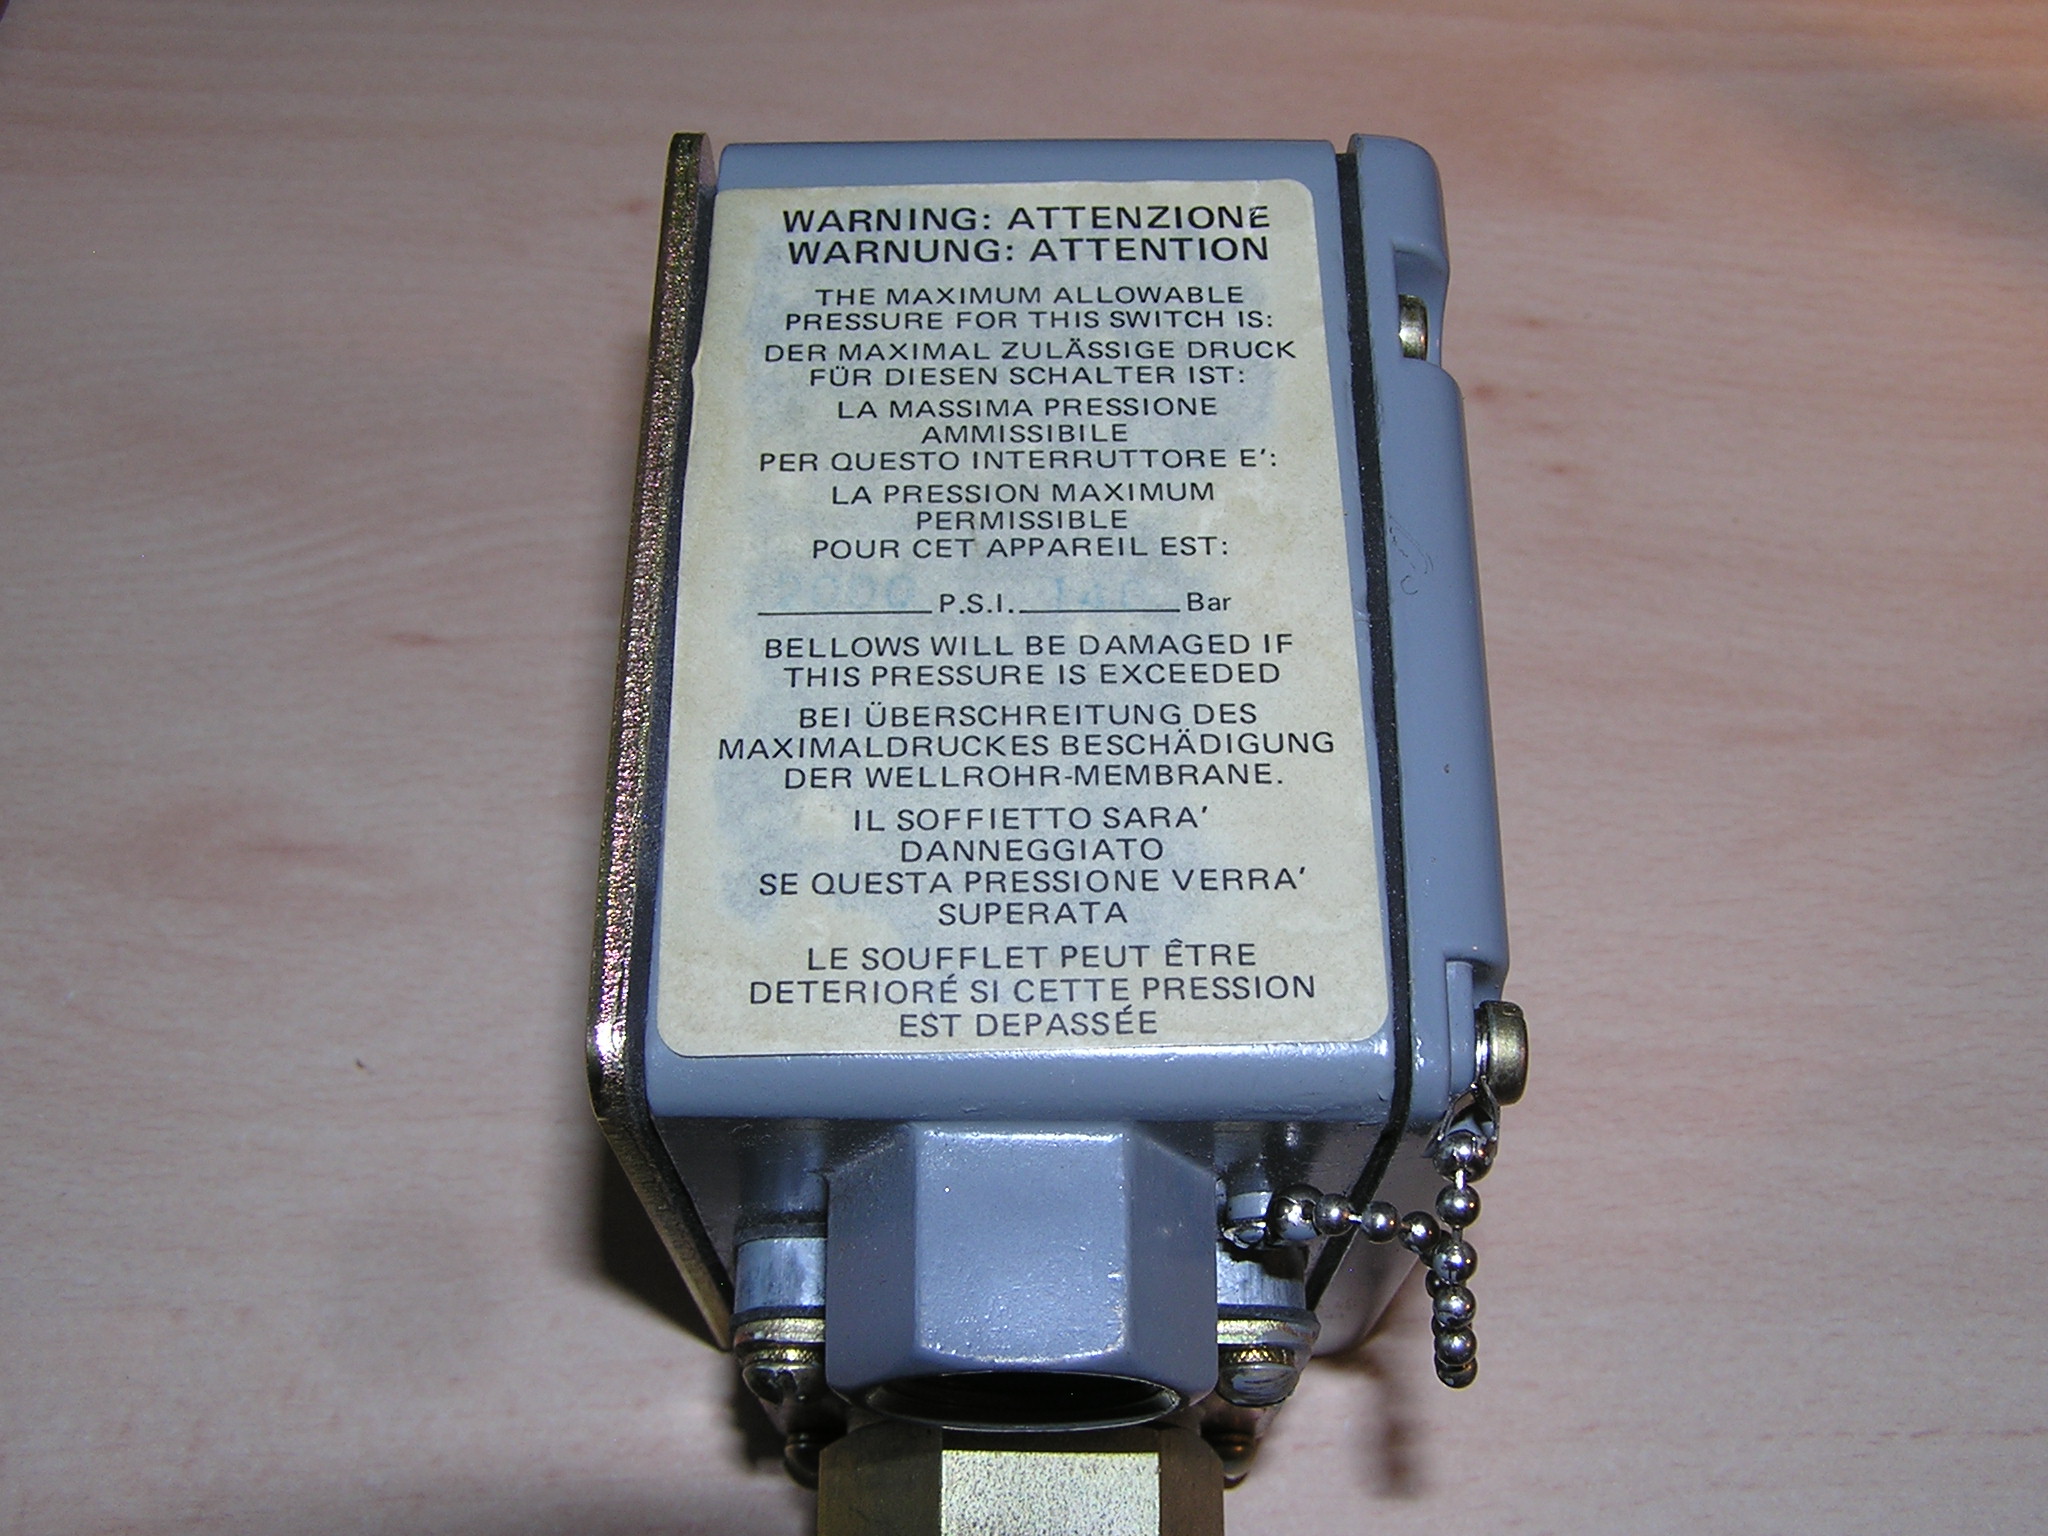 WARNING: ATTENZIONE
WARNUNG: ATTENTION
THE MAXIMUM ALLOWABLE
PRESSURE FOR THIS SWITCH IS:
DER MAXIMAL ZULÄSSIGE DRUCK
FÜR DIESEN SCHALTER IST:
LA MASSIMA PRESSIONE
AMMISSIBILE
PER QUESTO INTERRUTTORE E':
LA PRESSION MAXIMUM
PERMISSIBLE
POUR CET APPAREIL EST:
P.S.I. Bar
BELLOWS WILL BE DAMAGED IF
THIS PRESSURE IS EXCEEDED
BEI ÜBERSCHREITUNG DES
MAXIMALDRUCKES BESCHÄDIGUNG
DER WELLROHR-MEMBRANE.
IL SOFFIETTO SARA'
DANNEGGIATO
SE QUESTA PRESSIONE VERRA'
SUPERATA
LE SOUFFLET PEUT ÊTRE
DETERIORÉ SI CETTE PRESSION
EST DEPASSÉE